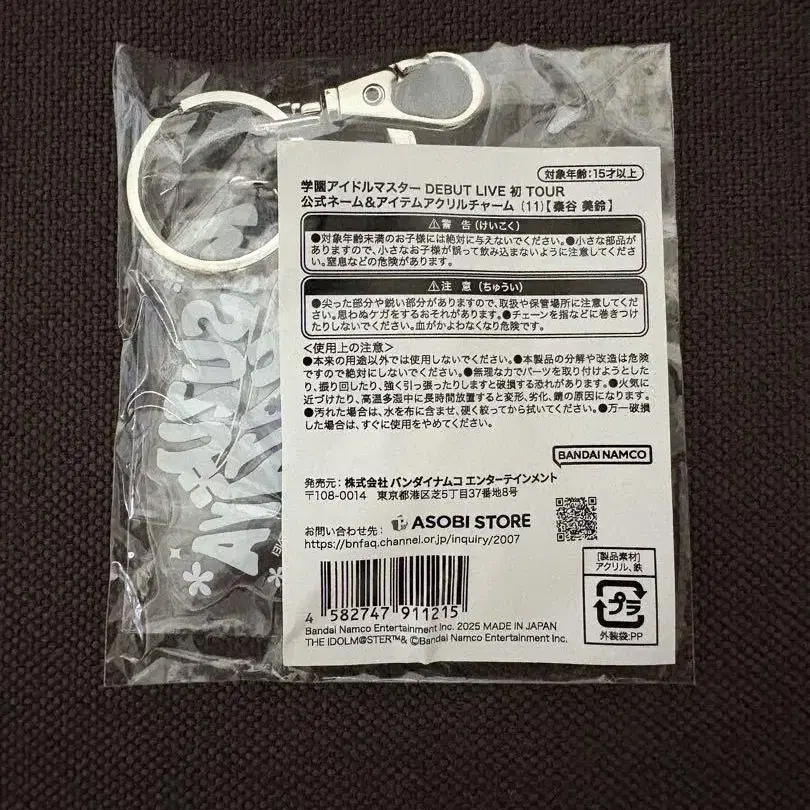 対象年齢:15才以上
学園アイドルマスター DEBUT LIVE 初 TOUR
公式ネーム&アイテムアクリルチャーム (11)【秦谷 美鈴】
⚠警 告(けいこく)
●対象年齢未満のお子様には絶対に与えないでください。●小さな部品が
ありますので、小さなお子様が誤って飲み込まないように注意してくださ
い。窒息などの危険があります。
⚠注 意(ちゅうい)
●尖った部分や鋭い部分がありますので、取扱や保管場所に注意してくだ
さい。思わぬケガをするおそれがあります。●チェーンを指などに巻きつけ
たりしないでください。血がかよわなくなり危険です。
<使用上の注意>
●本来の用途以外では使用しないでください。●本製品の分解や改造は危険
ですので絶対にしないでください。●無理な力でパーツを取り付けようとした
り、振り回したり、強く引っ張ったりしますと破損する恐れがあります。●火気に
近づけたり、高温多湿中に長時間放置すると変形、劣化、錆の原因になります。
●汚れた場合は、水を布に含ませ、硬く絞ってから拭いてください。●万一破損
した場合は、すぐに使用をやめてください。
BANDAI NAMCO
発売元:株式会社 バンダイナムコ エンターテインメント
〒108-0014 東京都港区芝5丁目37番地8号
お問い合わせ先: ASOBI STORE
https://bnfaq.channel.or.jp/inquiry/2007
[製品素材]
アクリル、鉄
プラ
外装袋:PP
4 582747 911215
Bandai Namco Entertainment Inc. 2025 MADE IN JAPAN
THE IDOLM@STER™& ©Bandai Namco Entertainment Inc.